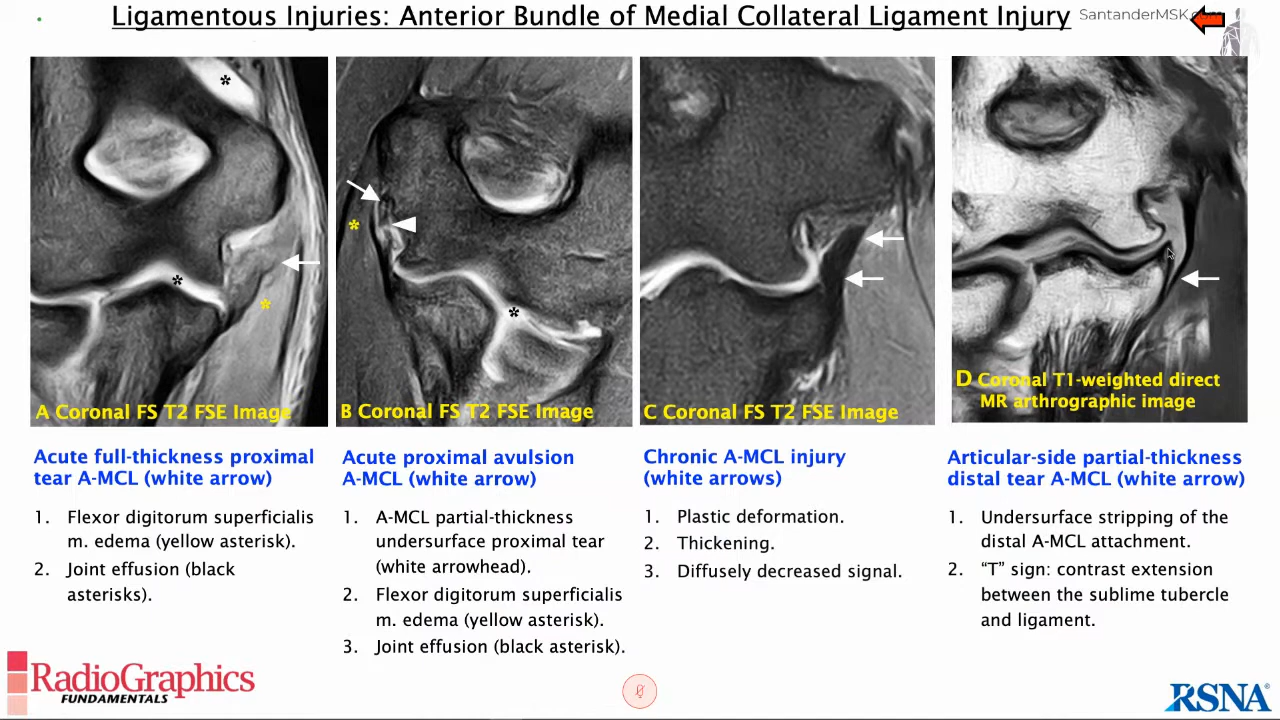 Ligamentous Injuries: Anterior Bundle of Medial Collateral Ligament Injury
SantanderMSK.com
*
*
*
A Coronal FS T2 FSE Image
*
*
B Coronal FS T2 FSE Image
C Coronal FS T2 FSE Image
D Coronal T1-weighted direct
MR arthrographic image
Acute full-thickness proximal
tear A-MCL (white arrow)
1. Flexor digitorum superficialis
m. edema (yellow asterisk).
2. Joint effusion (black
asterisks).
Acute proximal avulsion
A-MCL (white arrow)
1. A-MCL partial-thickness
undersurface proximal tear
(white arrowhead).
2. Flexor digitorum superficialis
m. edema (yellow asterisk).
3. Joint effusion (black asterisk).
Chronic A-MCL injury
(white arrows)
1. Plastic deformation.
2. Thickening.
3. Diffusely decreased signal.
Articular-side partial-thickness
distal tear A-MCL (white arrow)
1. Undersurface stripping of the
distal A-MCL attachment.
2. “T” sign: contrast extension
between the sublime tubercle
and ligament.
RadioGraphics
FUNDAMENTALS
RSNA®